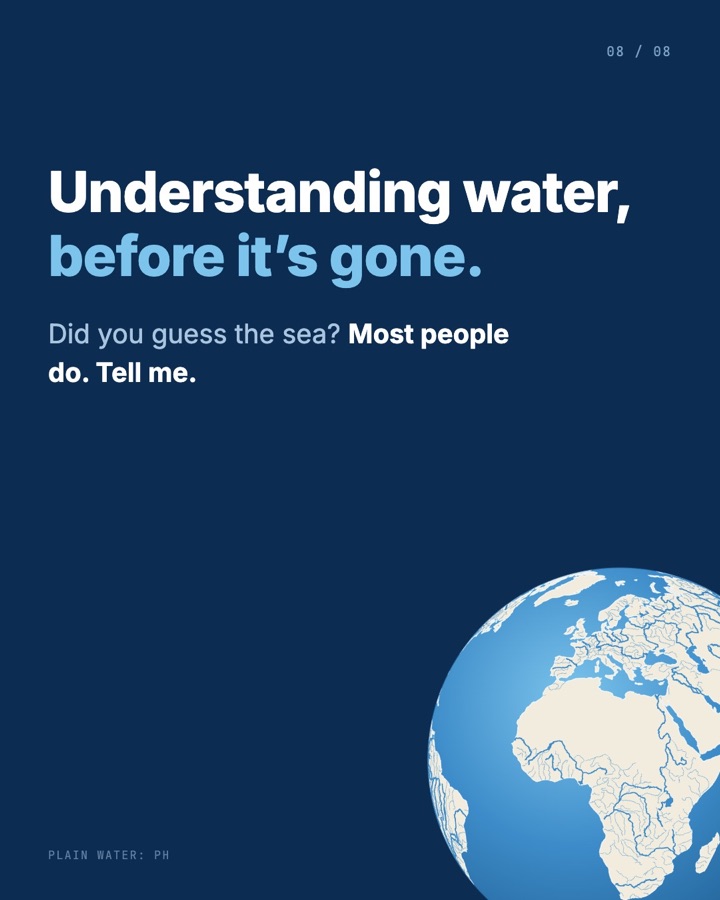 08 / 08
Understanding water,
before it’s gone.
Did you guess the sea? Most people
do. Tell me.
PLAIN WATER: PH